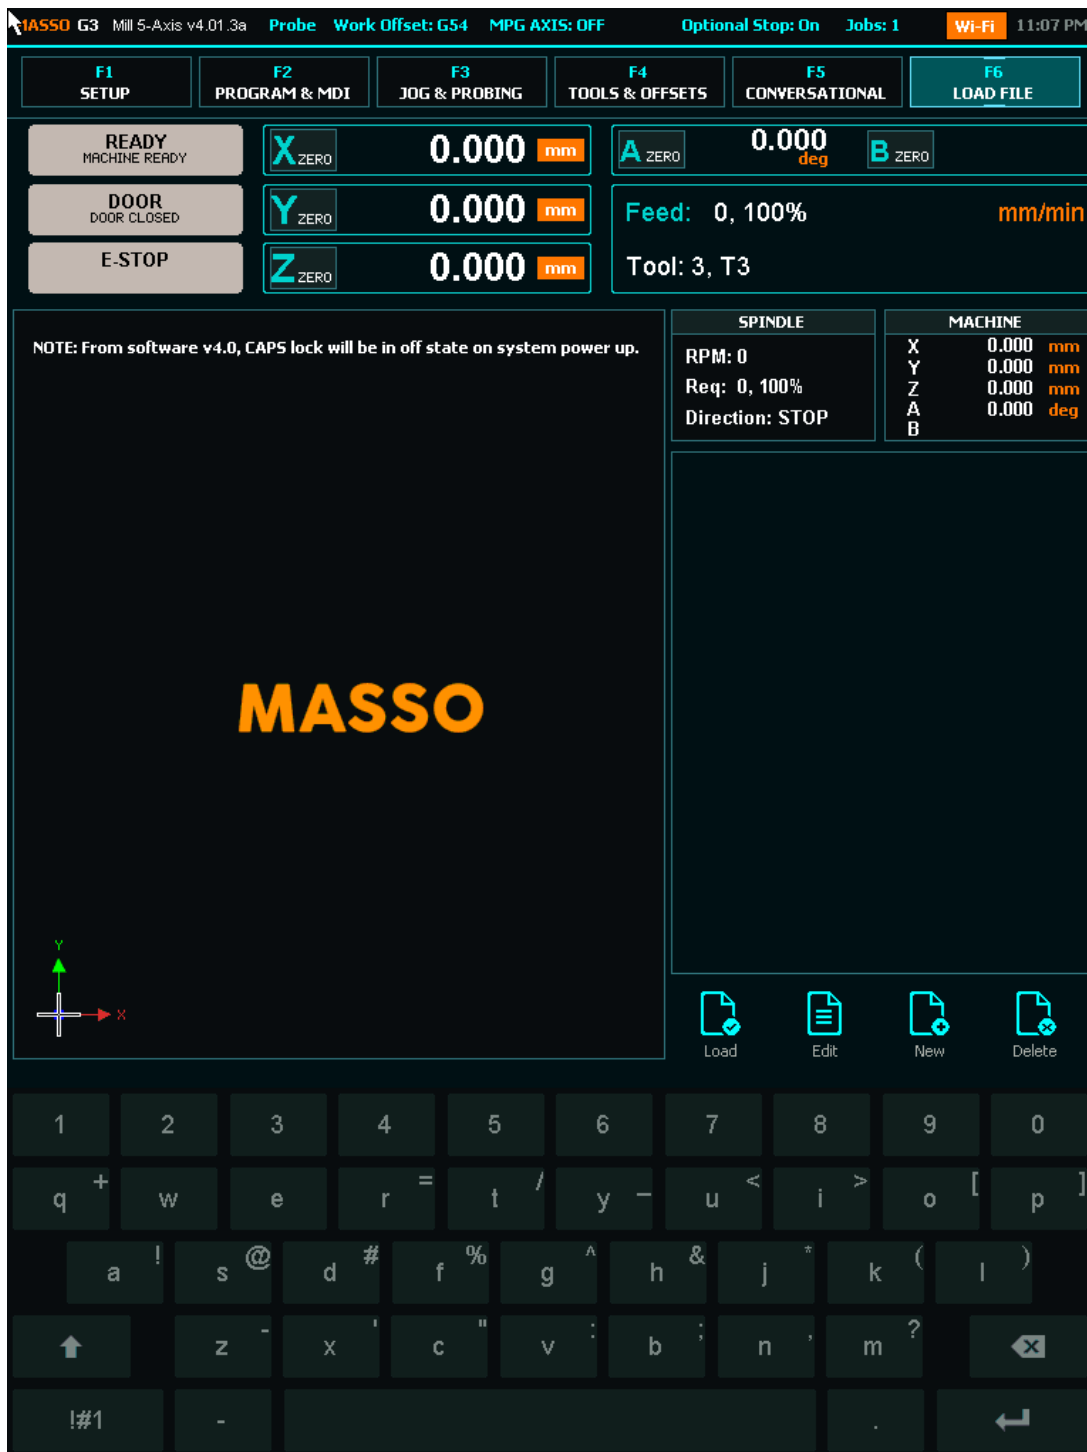 MASSO G3 Mill 5-Axis v4.01.3a Probe Work Offset: G54 MPG AXIS: OFF Optional Stop: On Jobs: 1 Wi-Fi 11:07 PM
F1 F2 F3 F4 F5 F6
SETUP PROGRAM & MDI JOG & PROBING TOOLS & OFFSETS CONVERSATIONAL LOAD FILE
READY
MACHINE READY
X ZERO 0.000 mm
A ZERO 0.000 deg B ZERO
DOOR
DOOR CLOSED
Y ZERO 0.000 mm
Feed: 0, 100% mm/min
E-STOP
Z ZERO 0.000 mm
Tool: 3, T3
NOTE: From software v4.0, CAPS lock will be in off state on system power up.
SPINDLE
RPM: 0
Req: 0, 100%
Direction: STOP
MACHINE
X 0.000 mm
Y 0.000 mm
Z 0.000 mm
A 0.000 deg
B
MASSO
Y
X
Load Edit New Delete
1 2 3 4 5 6 7 8 9 0
q + w e r = t / y _ u < i > o [ p ]
a ! s @ d # f % g ^ h & j * k ( l )
z - x ' c " v : b ; n , m ?
!#1 - .